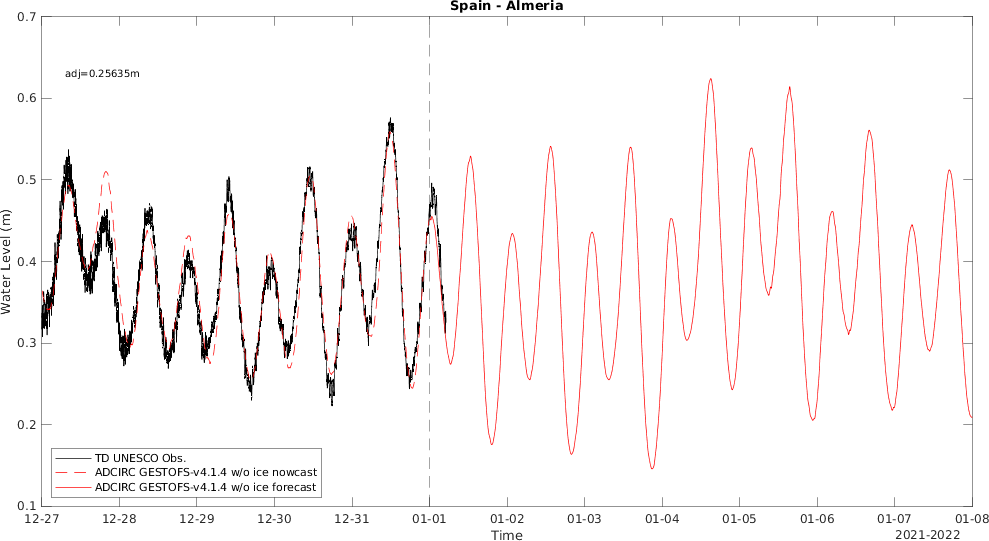 Spain - Almeria
0.7
0.6
0.5
0.4
0.3
0.2
0.1
Water Level (m)
adj=0.25635m
TD UNESCO Obs.
ADCIRC GESTOFS-v4.1.4 w/o ice nowcast
ADCIRC GESTOFS-v4.1.4 w/o ice forecast
12-27 12-28 12-29 12-30 12-31 01-01 01-02 01-03 01-04 01-05 01-06 01-07 01-08
Time
2021-2022